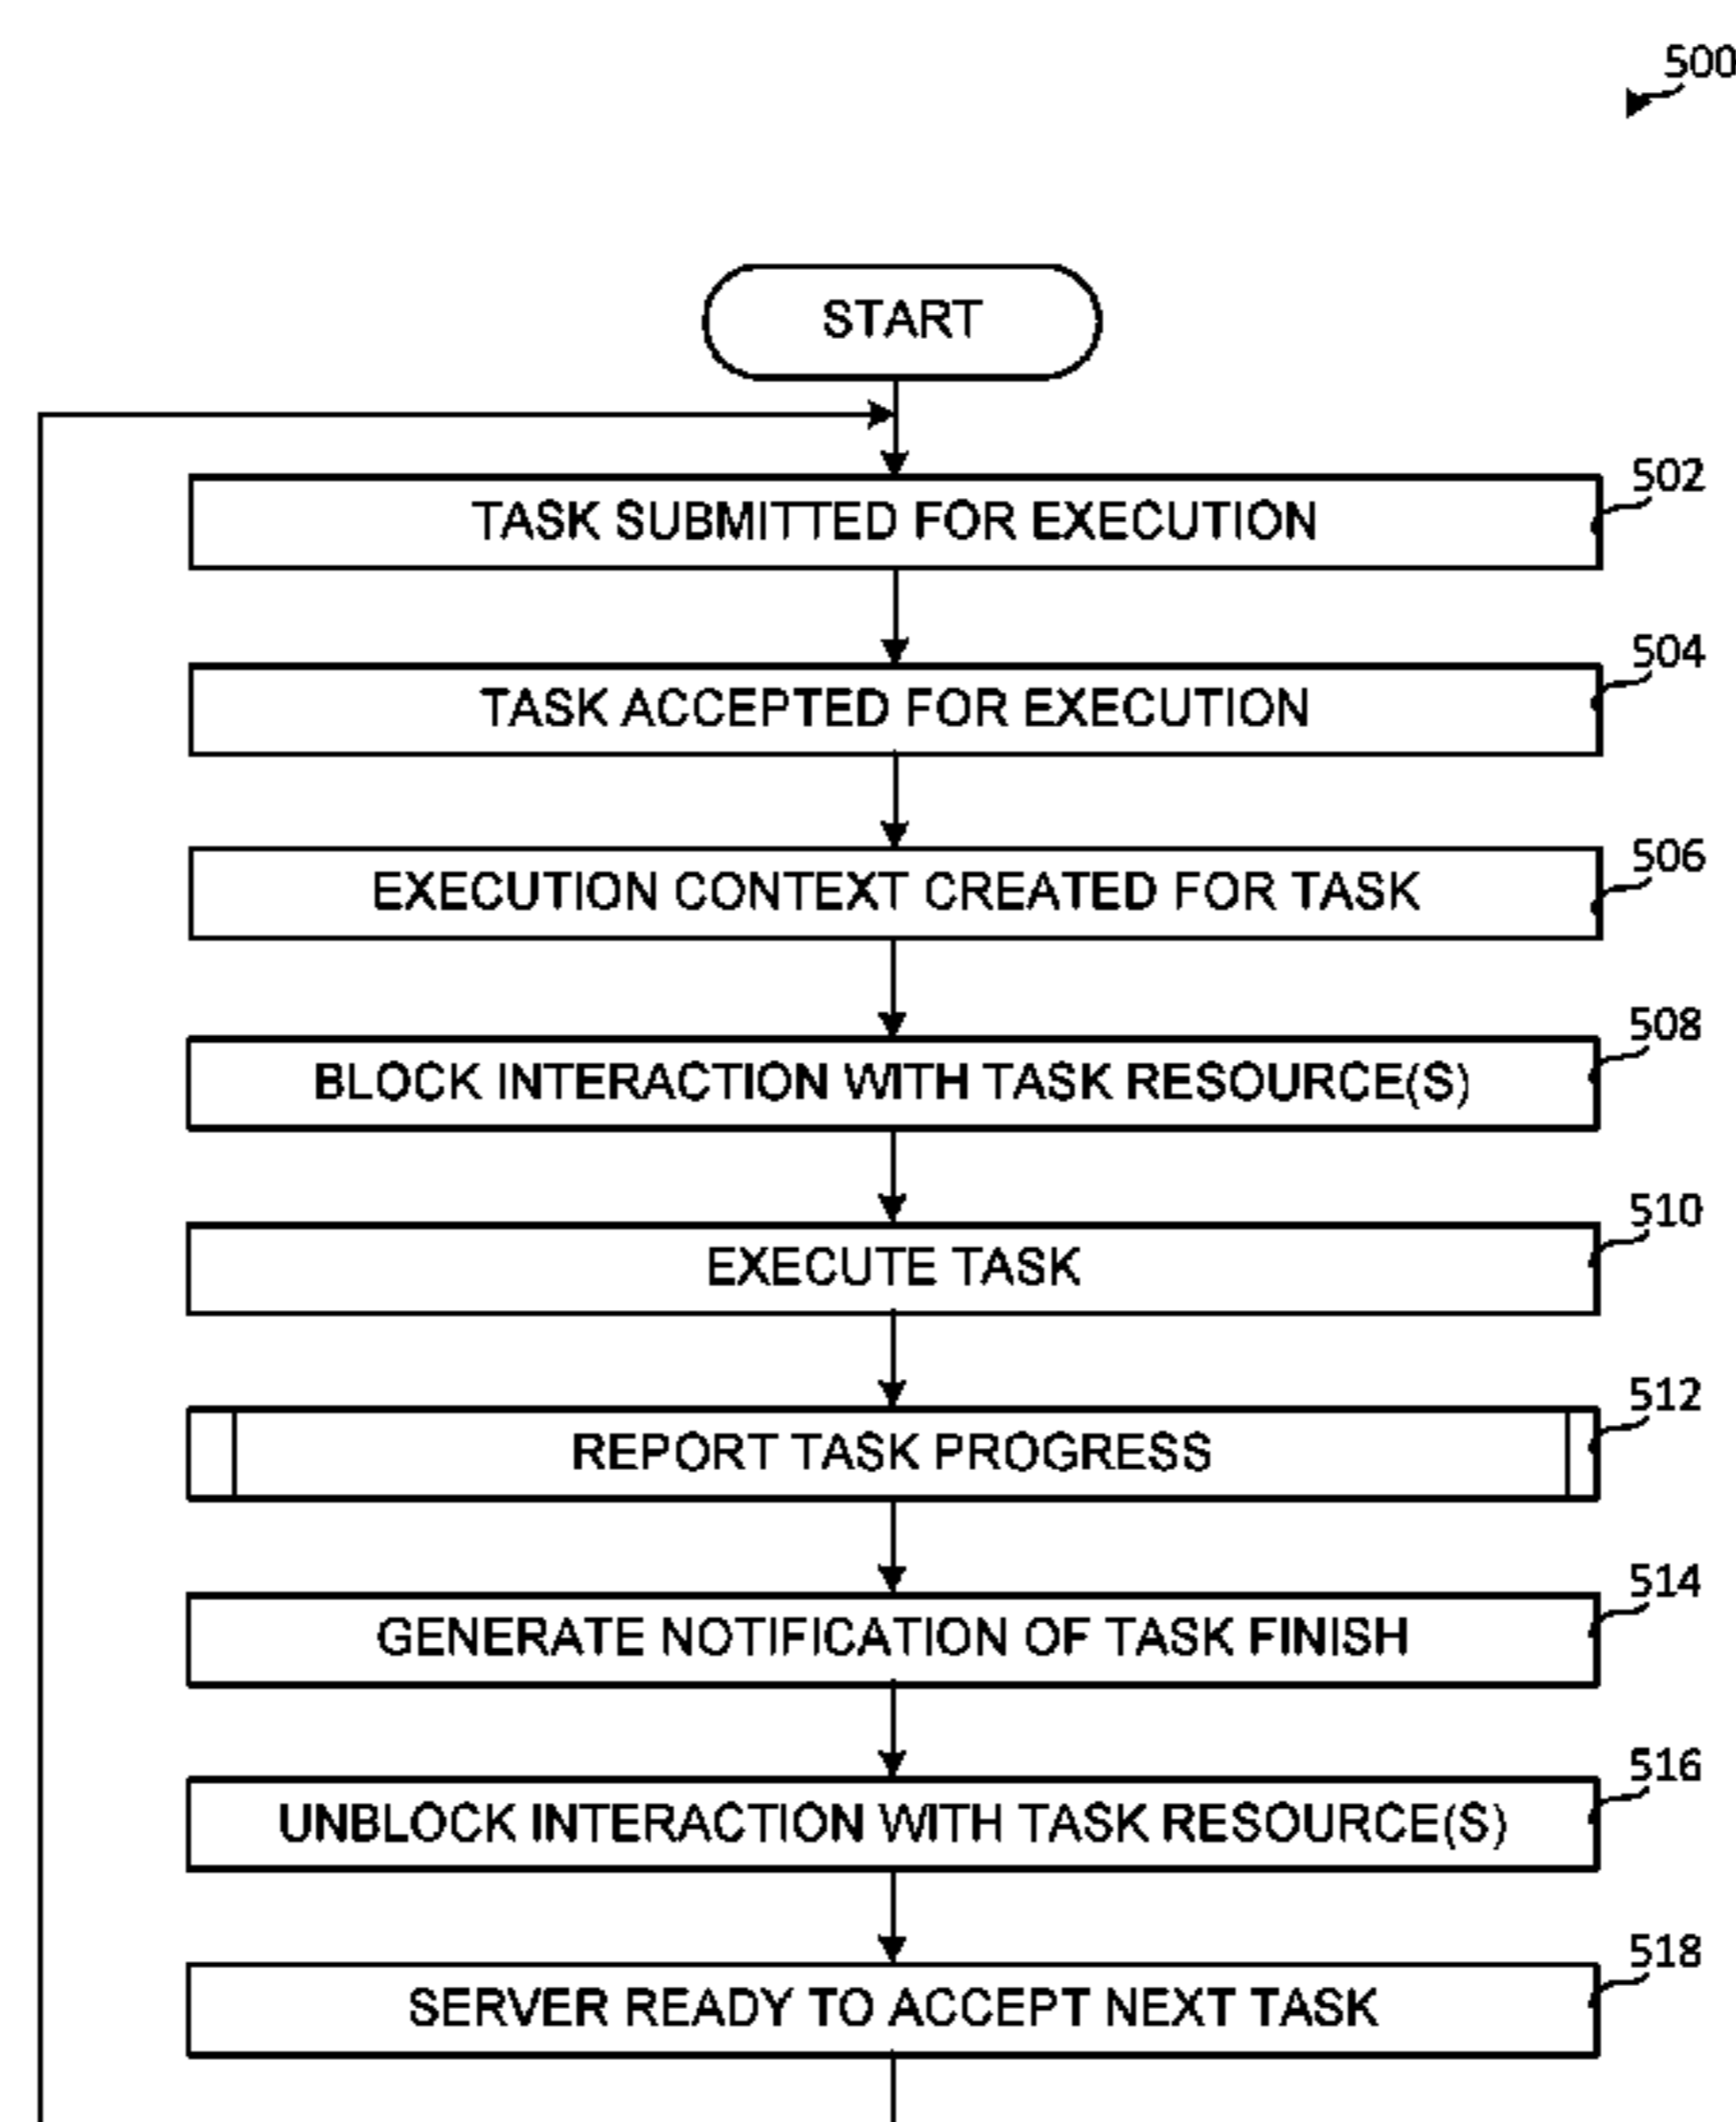 500
START
502
TASK SUBMITTED FOR EXECUTION
504
TASK ACCEPTED FOR EXECUTION
506
EXECUTION CONTEXT CREATED FOR TASK
508
BLOCK INTERACTION WITH TASK RESOURCE(S)
510
EXECUTE TASK
512
REPORT TASK PROGRESS
514
GENERATE NOTIFICATION OF TASK FINISH
516
UNBLOCK INTERACTION WITH TASK RESOURCE(S)
518
SERVER READY TO ACCEPT NEXT TASK